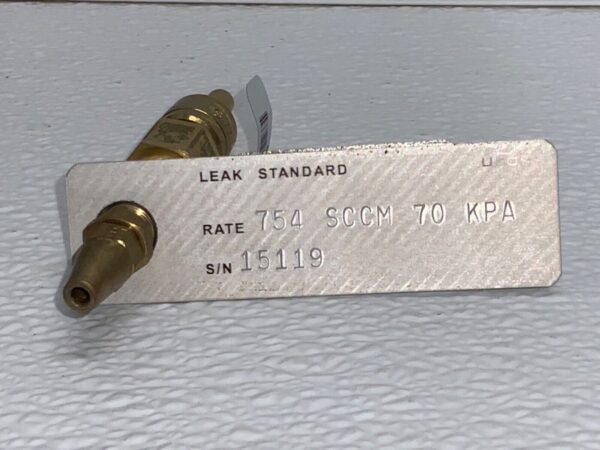 LEAK STANDARD
RATE 754 SCCM 70 KPA
S/N 15119